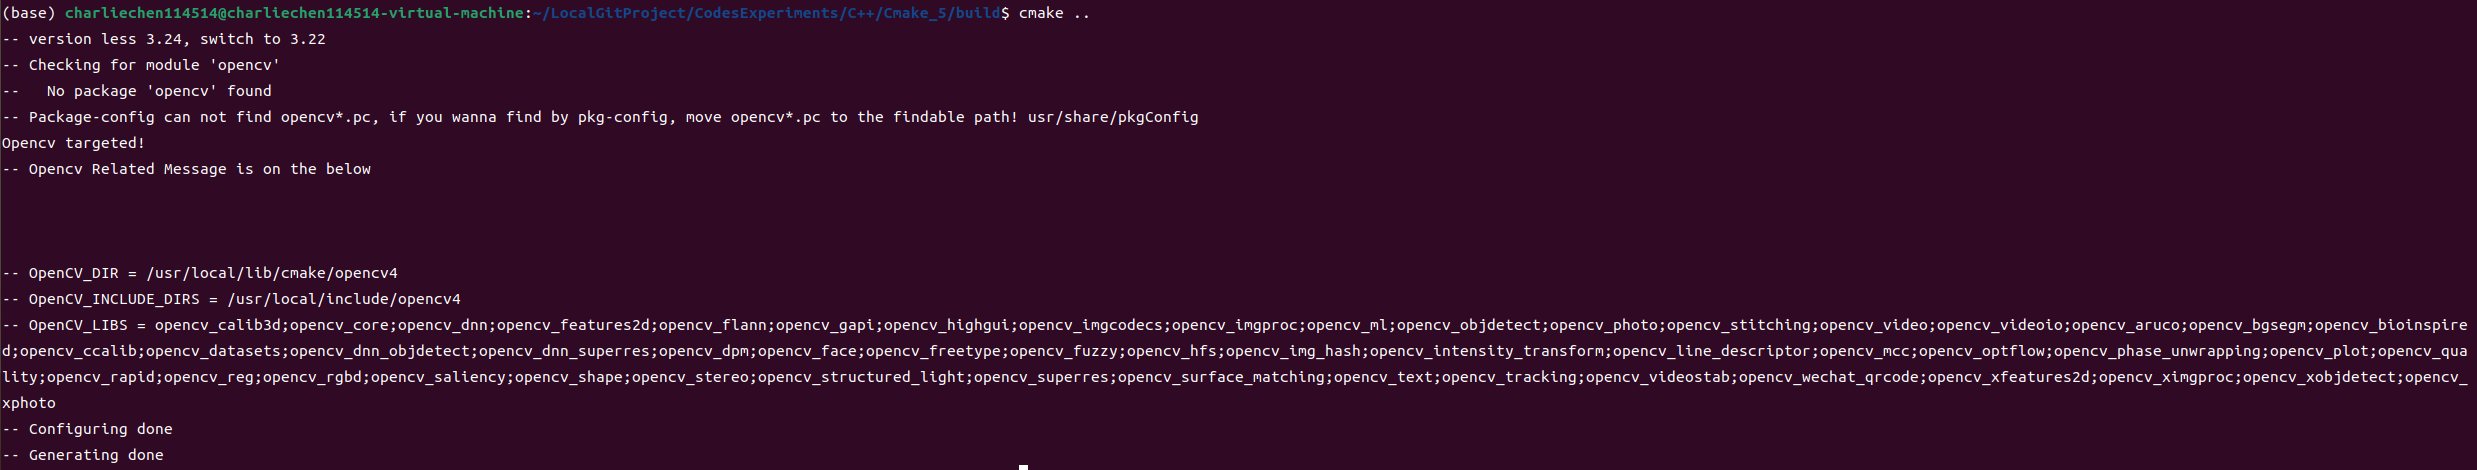 (base) charliechen114514@charliechen114514-virtual-machine:~/LocalGitProject/CodesExperiments/C++/Cmake_5/build$ cmake ..
-- version less 3.24, switch to 3.22
-- Checking for module 'opencv'
--   No package 'opencv' found
-- Package-config can not find opencv*.pc, if you wanna find by pkg-config, move opencv*.pc to the findable path! usr/share/pkgConfig
Opencv targeted!
-- Opencv Related Message is on the below
-- OpenCV_DIR = /usr/local/lib/cmake/opencv4
-- OpenCV_INCLUDE_DIRS = /usr/local/include/opencv4
-- OpenCV_LIBS = opencv_calib3d;opencv_core;opencv_dnn;opencv_features2d;opencv_flann;opencv_gapi;opencv_highgui;opencv_imgcodecs;opencv_imgproc;opencv_ml;opencv_objdetect;opencv_photo;opencv_stitching;opencv_video;opencv_videoio;opencv_aruco;opencv_bgsegm;opencv_bioinspire
d;opencv_ccalib;opencv_datasets;opencv_dnn_objdetect;opencv_dnn_superres;opencv_dpm;opencv_face;opencv_freetype;opencv_fuzzy;opencv_hfs;opencv_img_hash;opencv_intensity_transform;opencv_line_descriptor;opencv_mcc;opencv_optflow;opencv_phase_unwrapping;opencv_plot;opencv_qua
lity;opencv_rapid;opencv_reg;opencv_rgbd;opencv_saliency;opencv_shape;opencv_stereo;opencv_structured_light;opencv_superres;opencv_surface_matching;opencv_text;opencv_tracking;opencv_videostab;opencv_wechat_qrcode;opencv_xfeatures2d;opencv_ximgproc;opencv_xobjdetect;opencv_
xphoto
-- Configuring done
-- Generating done